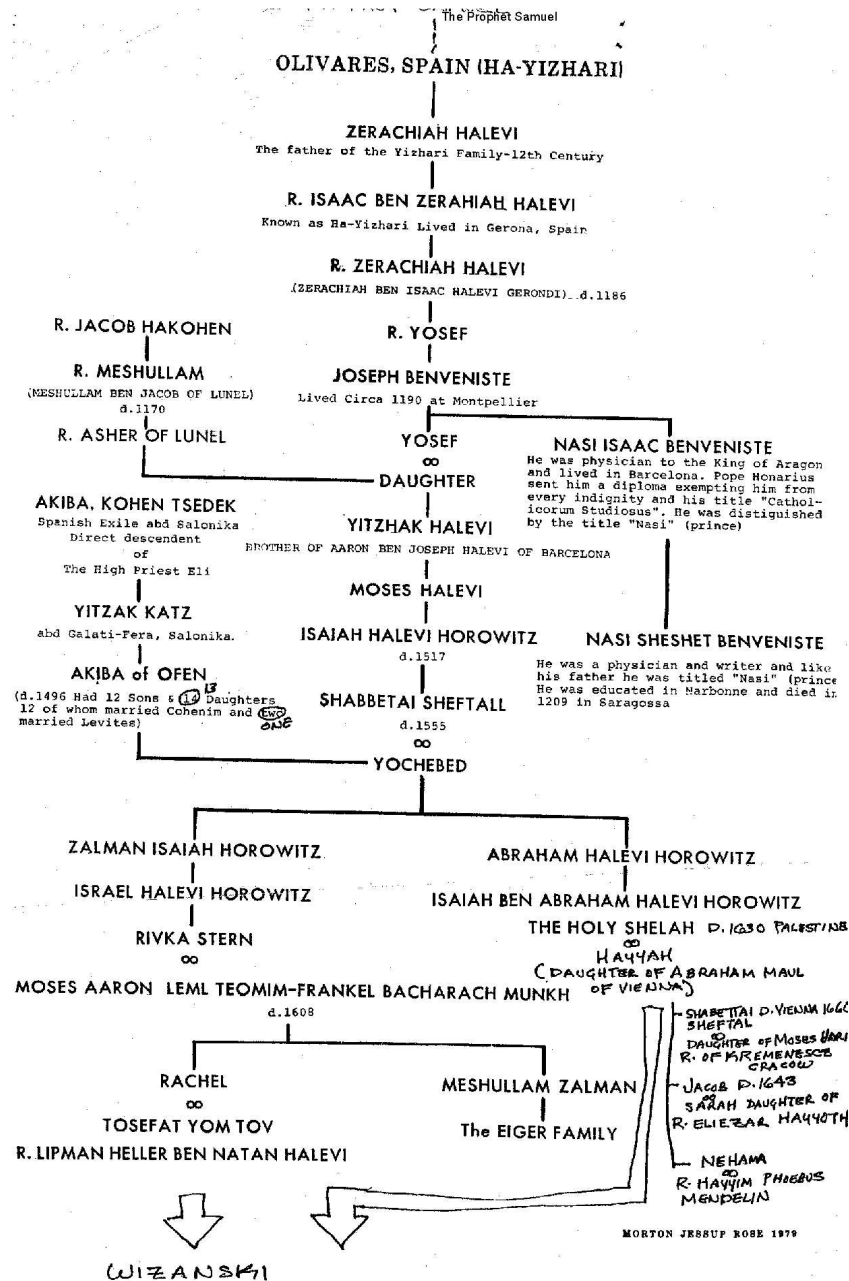 The Prophet Samuel
OLIVARES, SPAIN (HA-YIZHARI)
ZERACHIAH HALEVI
The father of the Yizhari Family-12th Century
R. ISAAC BEN ZERAHIAH HALEVI
Known as Ha-Yizhari Lived in Gerona, Spain
R. ZERACHIAH HALEVI
(ZERACHIAH BEN ISAAC HALEVI GERONDI) d.1186
R. JACOB HAKOHEN
R. YOSEF
R. MESHULLAM
(MESHULLAM BEN JACOB OF LUNEL)
d.1170
JOSEPH BENVENISTE
Lived Circa 1190 at Montpellier
R. ASHER OF LUNEL
YOSEF
∞
DAUGHTER
NASI ISAAC BENVENISTE
He was physician to the King of Aragon
and lived in Barcelona. Pope Honarius
sent him a diploma exempting him from
every indignity and his title "Cathol-
icorum Studiosus". He was distiguished
by the title "Nasi" (prince)
AKIBA, KOHEN TSEDEK
Spanish Exile abd Salonika
Direct descendent
of
The High Priest Eli
YITZHAK HALEVI
BROTHER OF AARON BEN JOSEPH HALEVI OF BARCELONA
MOSES HALEVI
YITZAK KATZ
abd Galati-Fera, Salonika.
ISAIAH HALEVI HOROWITZ
d.1517
NASI SHESHET BENVENISTE
He was a physician and writer and like
his father he was titled "Nasi" (prince
He was educated in Narbonne and died in
1209 in Saragossa
AKIBA of OFEN
13
(d.1496 Had 12 Sons & 14 Daughters
12 of whom married Cohenim and two
ONE
married Levites)
SHABBETAI SHEFTALL
d.1555
∞
YOCHEBED
ZALMAN ISAIAH HOROWITZ
ABRAHAM HALEVI HOROWITZ
ISRAEL HALEVI HOROWITZ
ISAIAH BEN ABRAHAM HALEVI HOROWITZ
THE HOLY SHELAH D. 1630 PALESTINE
∞
HAYYAH
(DAUGHTER OF ABRAHAM MAUL
OF VIENNA)
RIVKA STERN
∞
MOSES AARON LEML TEOMIM-FRANKEL BACHARACH MUNKH
d.1608
SHABETTAI D. VIENNA 1660
SHEFTAL
∞
DAUGHTER OF MOSES
R. OF KREMENESCE
CRACOW
JACOB D. 1643
∞
SARAH DAUGHTER OF
R. ELIEZAR HAYYOTH
NEHAMA
∞
R. HAYYIM PHOEBUS
MENDELIN
RACHEL
∞
TOSEFAT YOM TOV
R. LIPMAN HELLER BEN NATAN HALEVI
MESHULLAM ZALMAN
The EIGER FAMILY
MORTON JESSUP ROSE 1979
WIZANSKI